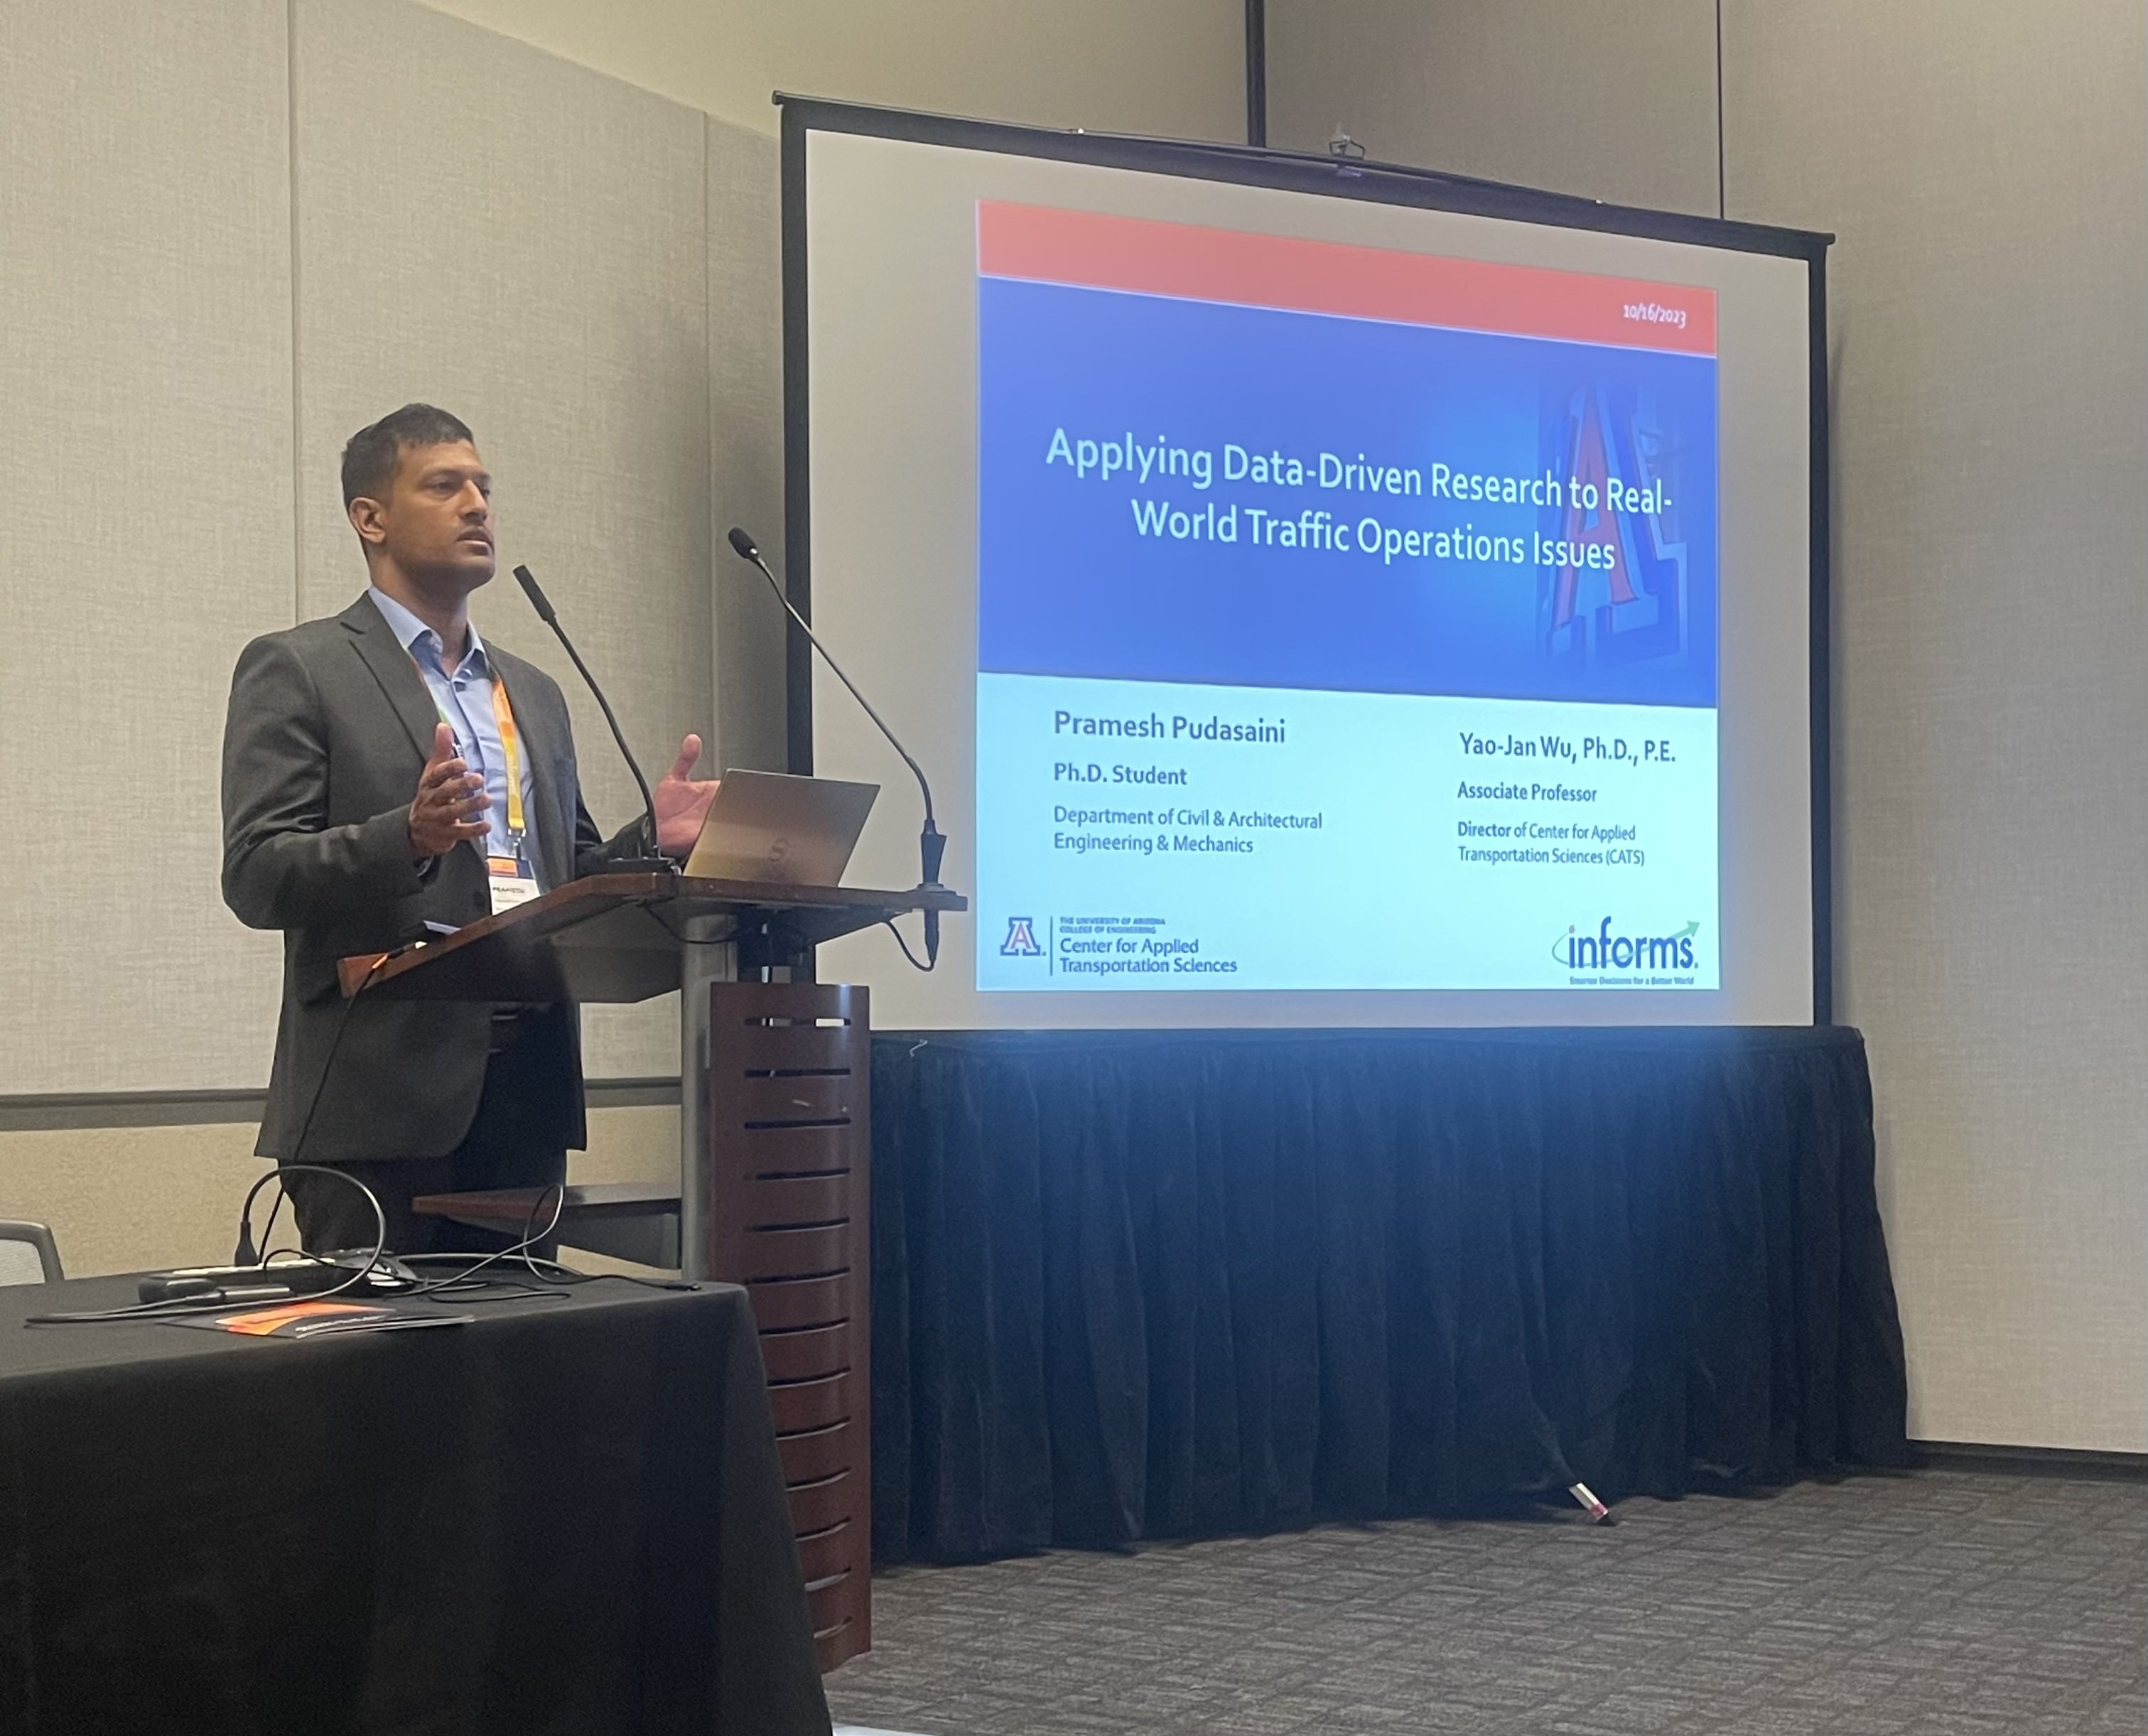 10/16/2023
Applying Data-Driven Research to Real-
World Traffic Operations Issues
Pramesh Pudasaini
Ph.D. Student
Department of Civil & Architectural
Engineering & Mechanics
Yao-Jan Wu, Ph.D., P.E.
Associate Professor
Director of Center for Applied
Transportation Sciences (CATS)
A
THE UNIVERSITY OF ARIZONA
COLLEGE OF ENGINEERING
Center for Applied
Transportation Sciences
informs.
Smarter Decisions for a Better World
PRAMESH